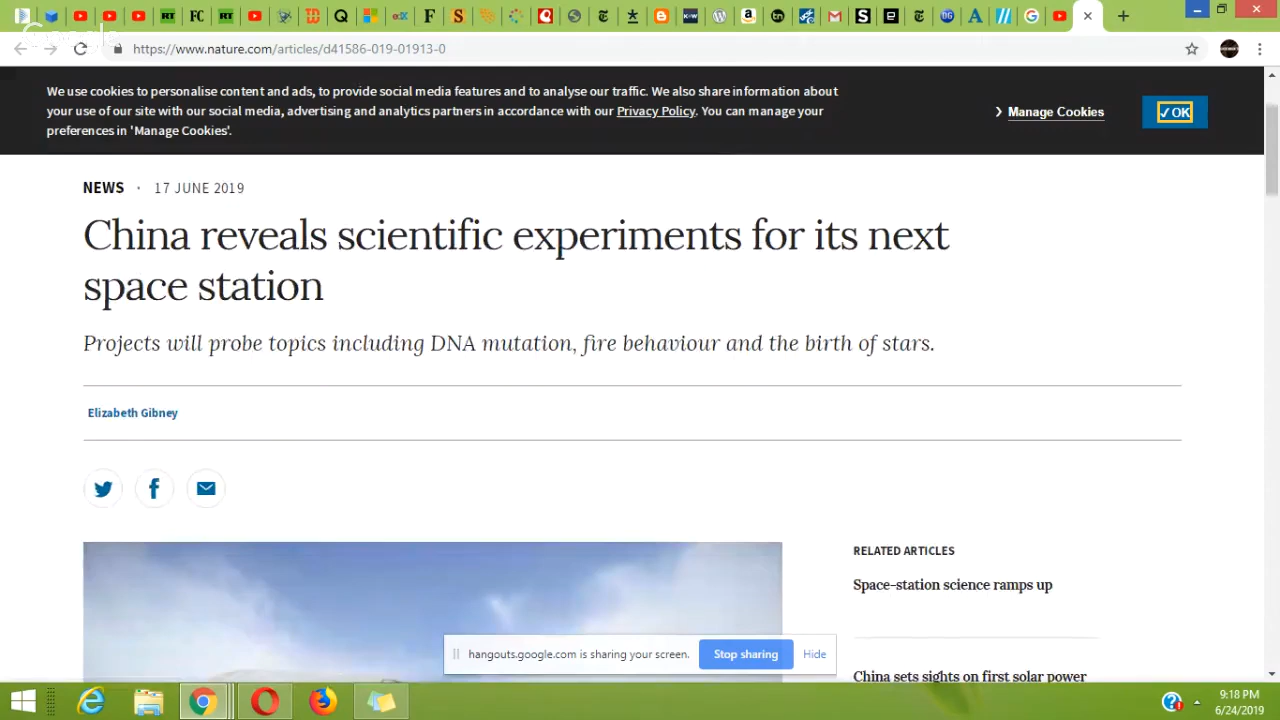 https://www.nature.com/articles/d41586-019-01913-0
We use cookies to personalise content and ads, to provide social media features and to analyse our traffic. We also share information about
your use of our site with our social media, advertising and analytics partners in accordance with our Privacy Policy. You can manage your
preferences in 'Manage Cookies'.
Manage Cookies
✓OK
NEWS · 17 JUNE 2019
China reveals scientific experiments for its next
space station
Projects will probe topics including DNA mutation, fire behaviour and the birth of stars.
Elizabeth Gibney
RELATED ARTICLES
Space-station science ramps up
China sets sights on first solar power
hangouts.google.com is sharing your screen.
Stop sharing
Hide
9:18 PM
6/24/2019